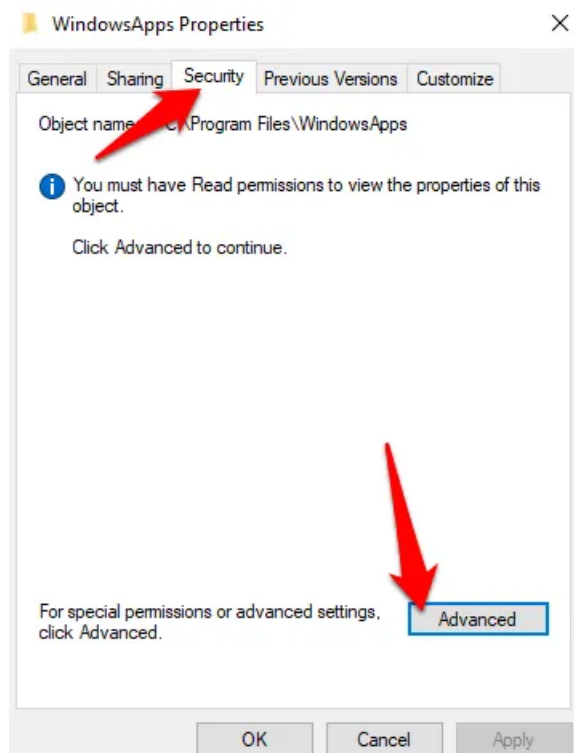 WindowsApps Properties
General Sharing Security Previous Versions Customize
Object name C:\Program Files\WindowsApps
You must have Read permissions to view the properties of this
object.
Click Advanced to continue.
For special permissions or advanced settings,
click Advanced.
Advanced
OK Cancel Apply